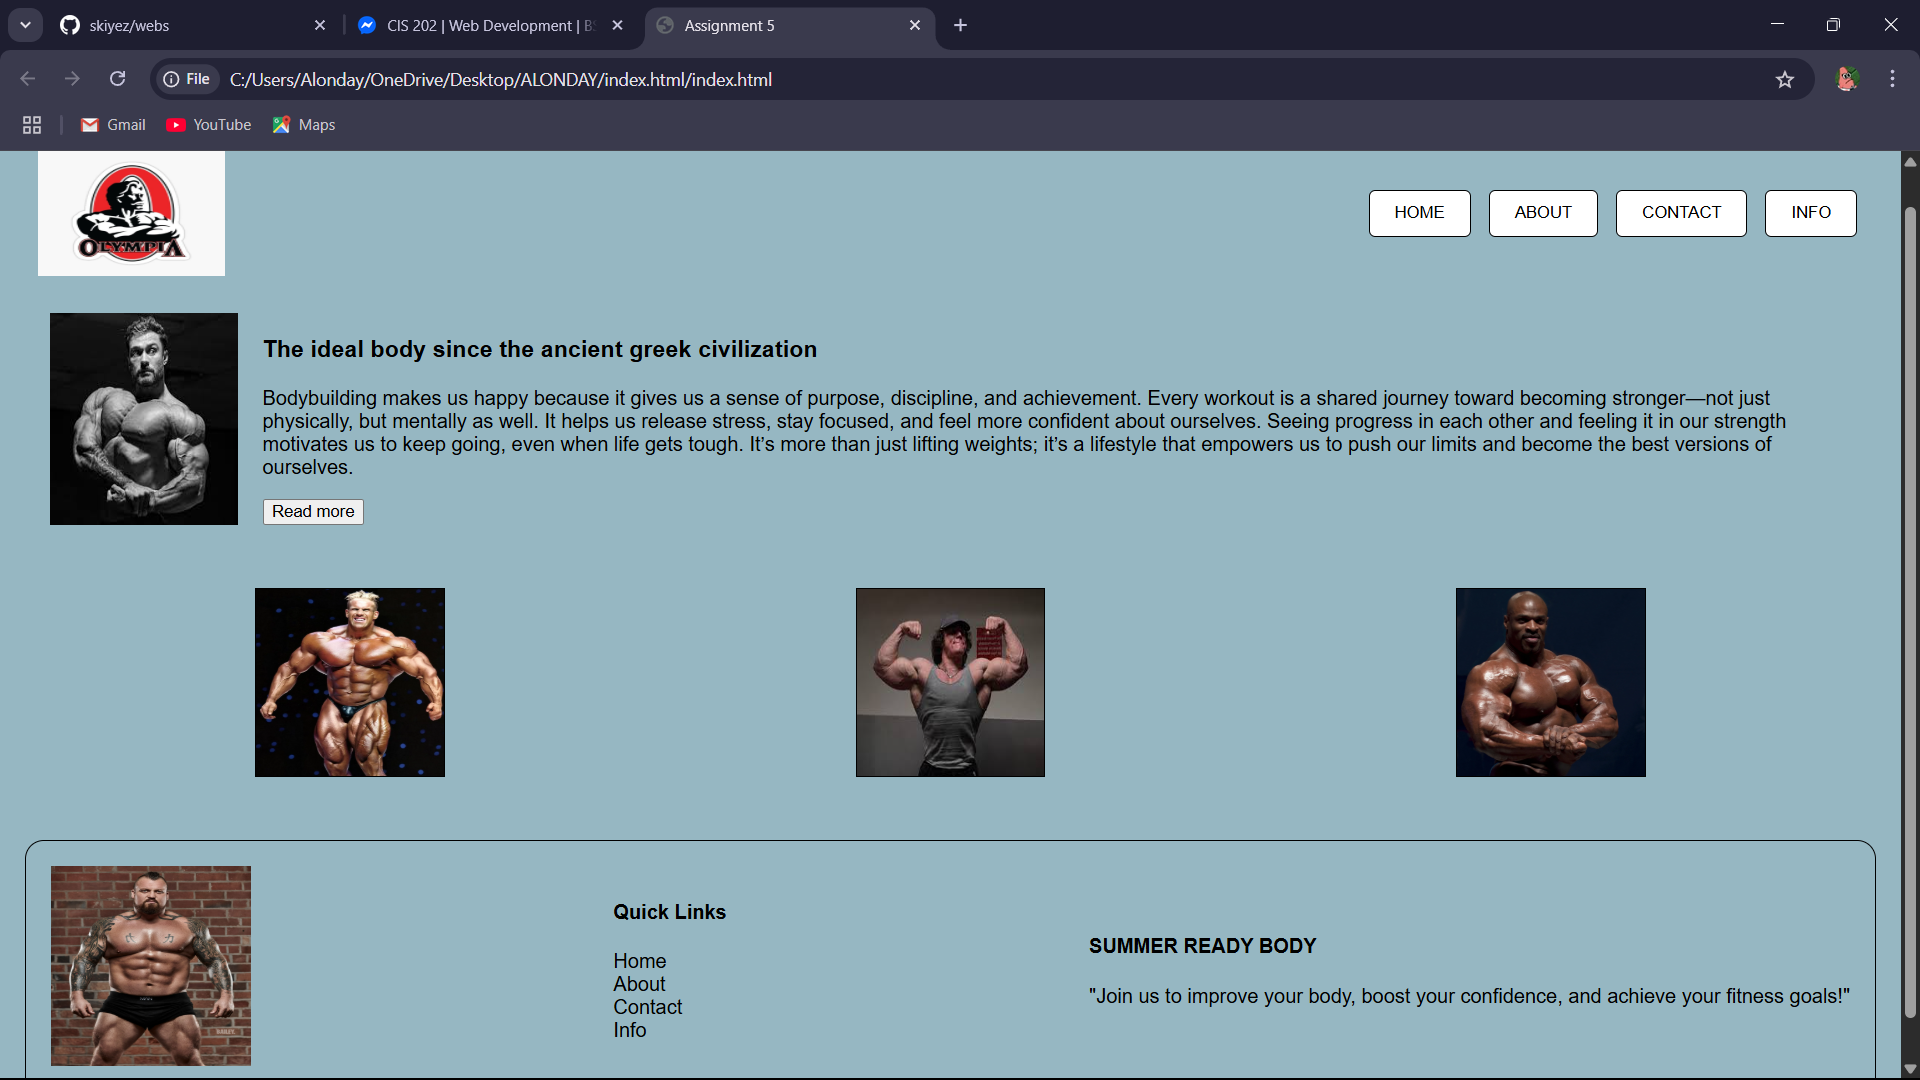 skiyez/webs
CIS 202 | Web Development | BS
Assignment 5
File
C:/Users/Alonday/OneDrive/Desktop/ALONDAY/index.html/index.html
Gmail
YouTube
Maps
OLYMPIA
HOME
ABOUT
CONTACT
INFO
The ideal body since the ancient greek civilization
Bodybuilding makes us happy because it gives us a sense of purpose, discipline, and achievement. Every workout is a shared journey toward becoming stronger—not just
physically, but mentally as well. It helps us release stress, stay focused, and feel more confident about ourselves. Seeing progress in each other and feeling it in our strength
motivates us to keep going, even when life gets tough. It’s more than just lifting weights; it’s a lifestyle that empowers us to push our limits and become the best versions of
ourselves.
Read more
Quick Links
Home
About
Contact
Info
SUMMER READY BODY
"Join us to improve your body, boost your confidence, and achieve your fitness goals!"